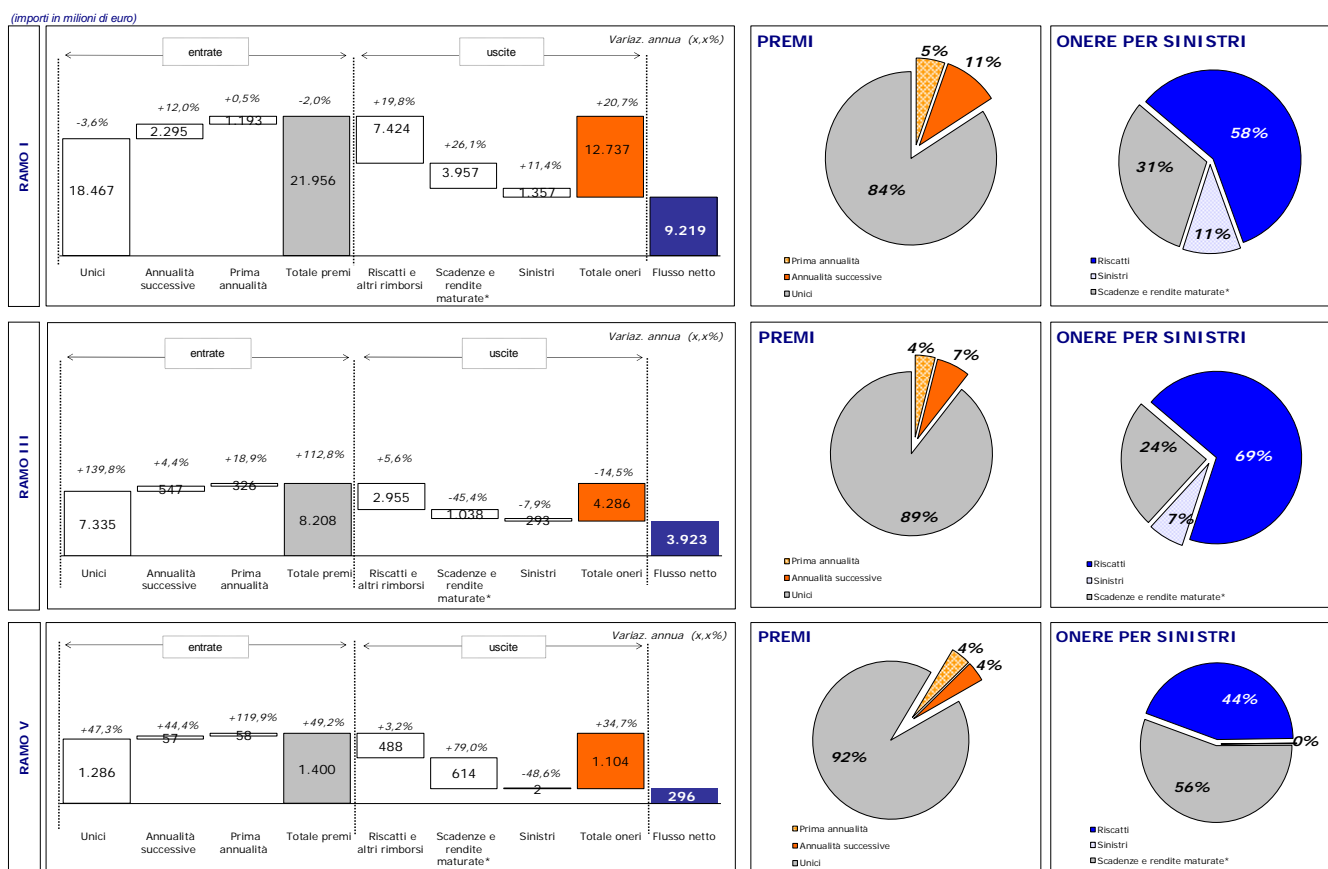 (importi in milioni di euro)
RAMO I
Variaz. annua (x,x%)
entrate
uscite
-3,6%
+12,0%
+0,5%
-2,0%
+19,8%
+26,1%
+11,4%
+20,7%
18.467
2.295
1.193
21.956
7.424
3.957
1.357
12.737
9.219
Unici
Annualità successive
Prima annualità
Totale premi
Riscatti e altri rimborsi
Scadenze e rendite maturate*
Sinistri
Totale oneri
Flusso netto
PREMI
5%
11%
84%
Prima annualità
Annualità successive
Unici
ONERE PER SINISTRI
58%
31%
11%
Riscatti
Sinistri
Scadenze e rendite maturate*
RAMO III
Variaz. annua (x,x%)
entrate
uscite
+139,8%
+4,4%
+18,9%
+112,8%
+5,6%
-45,4%
-7,9%
-14,5%
7.335
547
326
8.208
2.955
1.038
293
4.286
3.923
Unici
Annualità successive
Prima annualità
Totale premi
Riscatti e altri rimborsi
Scadenze e rendite maturate*
Sinistri
Totale oneri
Flusso netto
PREMI
4%
7%
89%
Prima annualità
Annualità successive
Unici
ONERE PER SINISTRI
24%
69%
7%
Riscatti
Sinistri
Scadenze e rendite maturate*
RAMO V
Variaz. annua (x,x%)
entrate
uscite
+47,3%
+44,4%
+119,9%
+49,2%
+3,2%
+79,0%
-48,6%
+34,7%
1.286
57
58
1.400
488
614
2
1.104
296
Unici
Annualità successive
Prima annualità
Totale premi
Riscatti e altri rimborsi
Scadenze e rendite maturate*
Sinistri
Totale oneri
Flusso netto
PREMI
4%
4%
92%
Prima annualità
Annualità successive
Unici
ONERE PER SINISTRI
44%
0%
56%
Riscatti
Sinistri
Scadenze e rendite maturate*